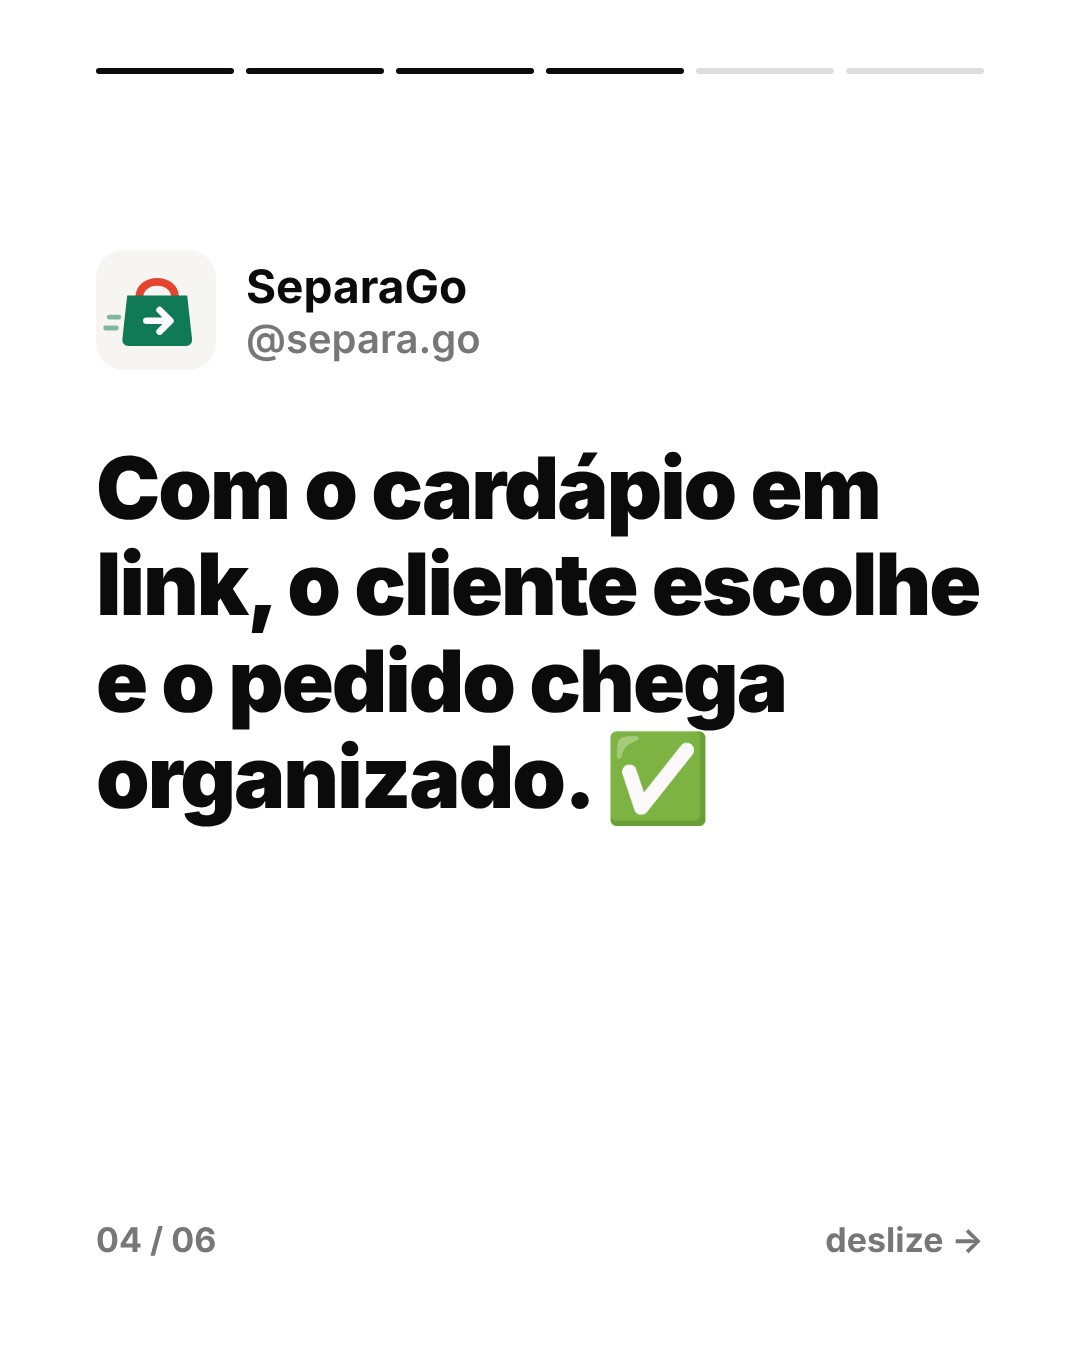 SeparaGo
@separa.go
Com o cardápio em
link, o cliente escolhe
e o pedido chega
organizado. ✅
04 / 06
deslize →